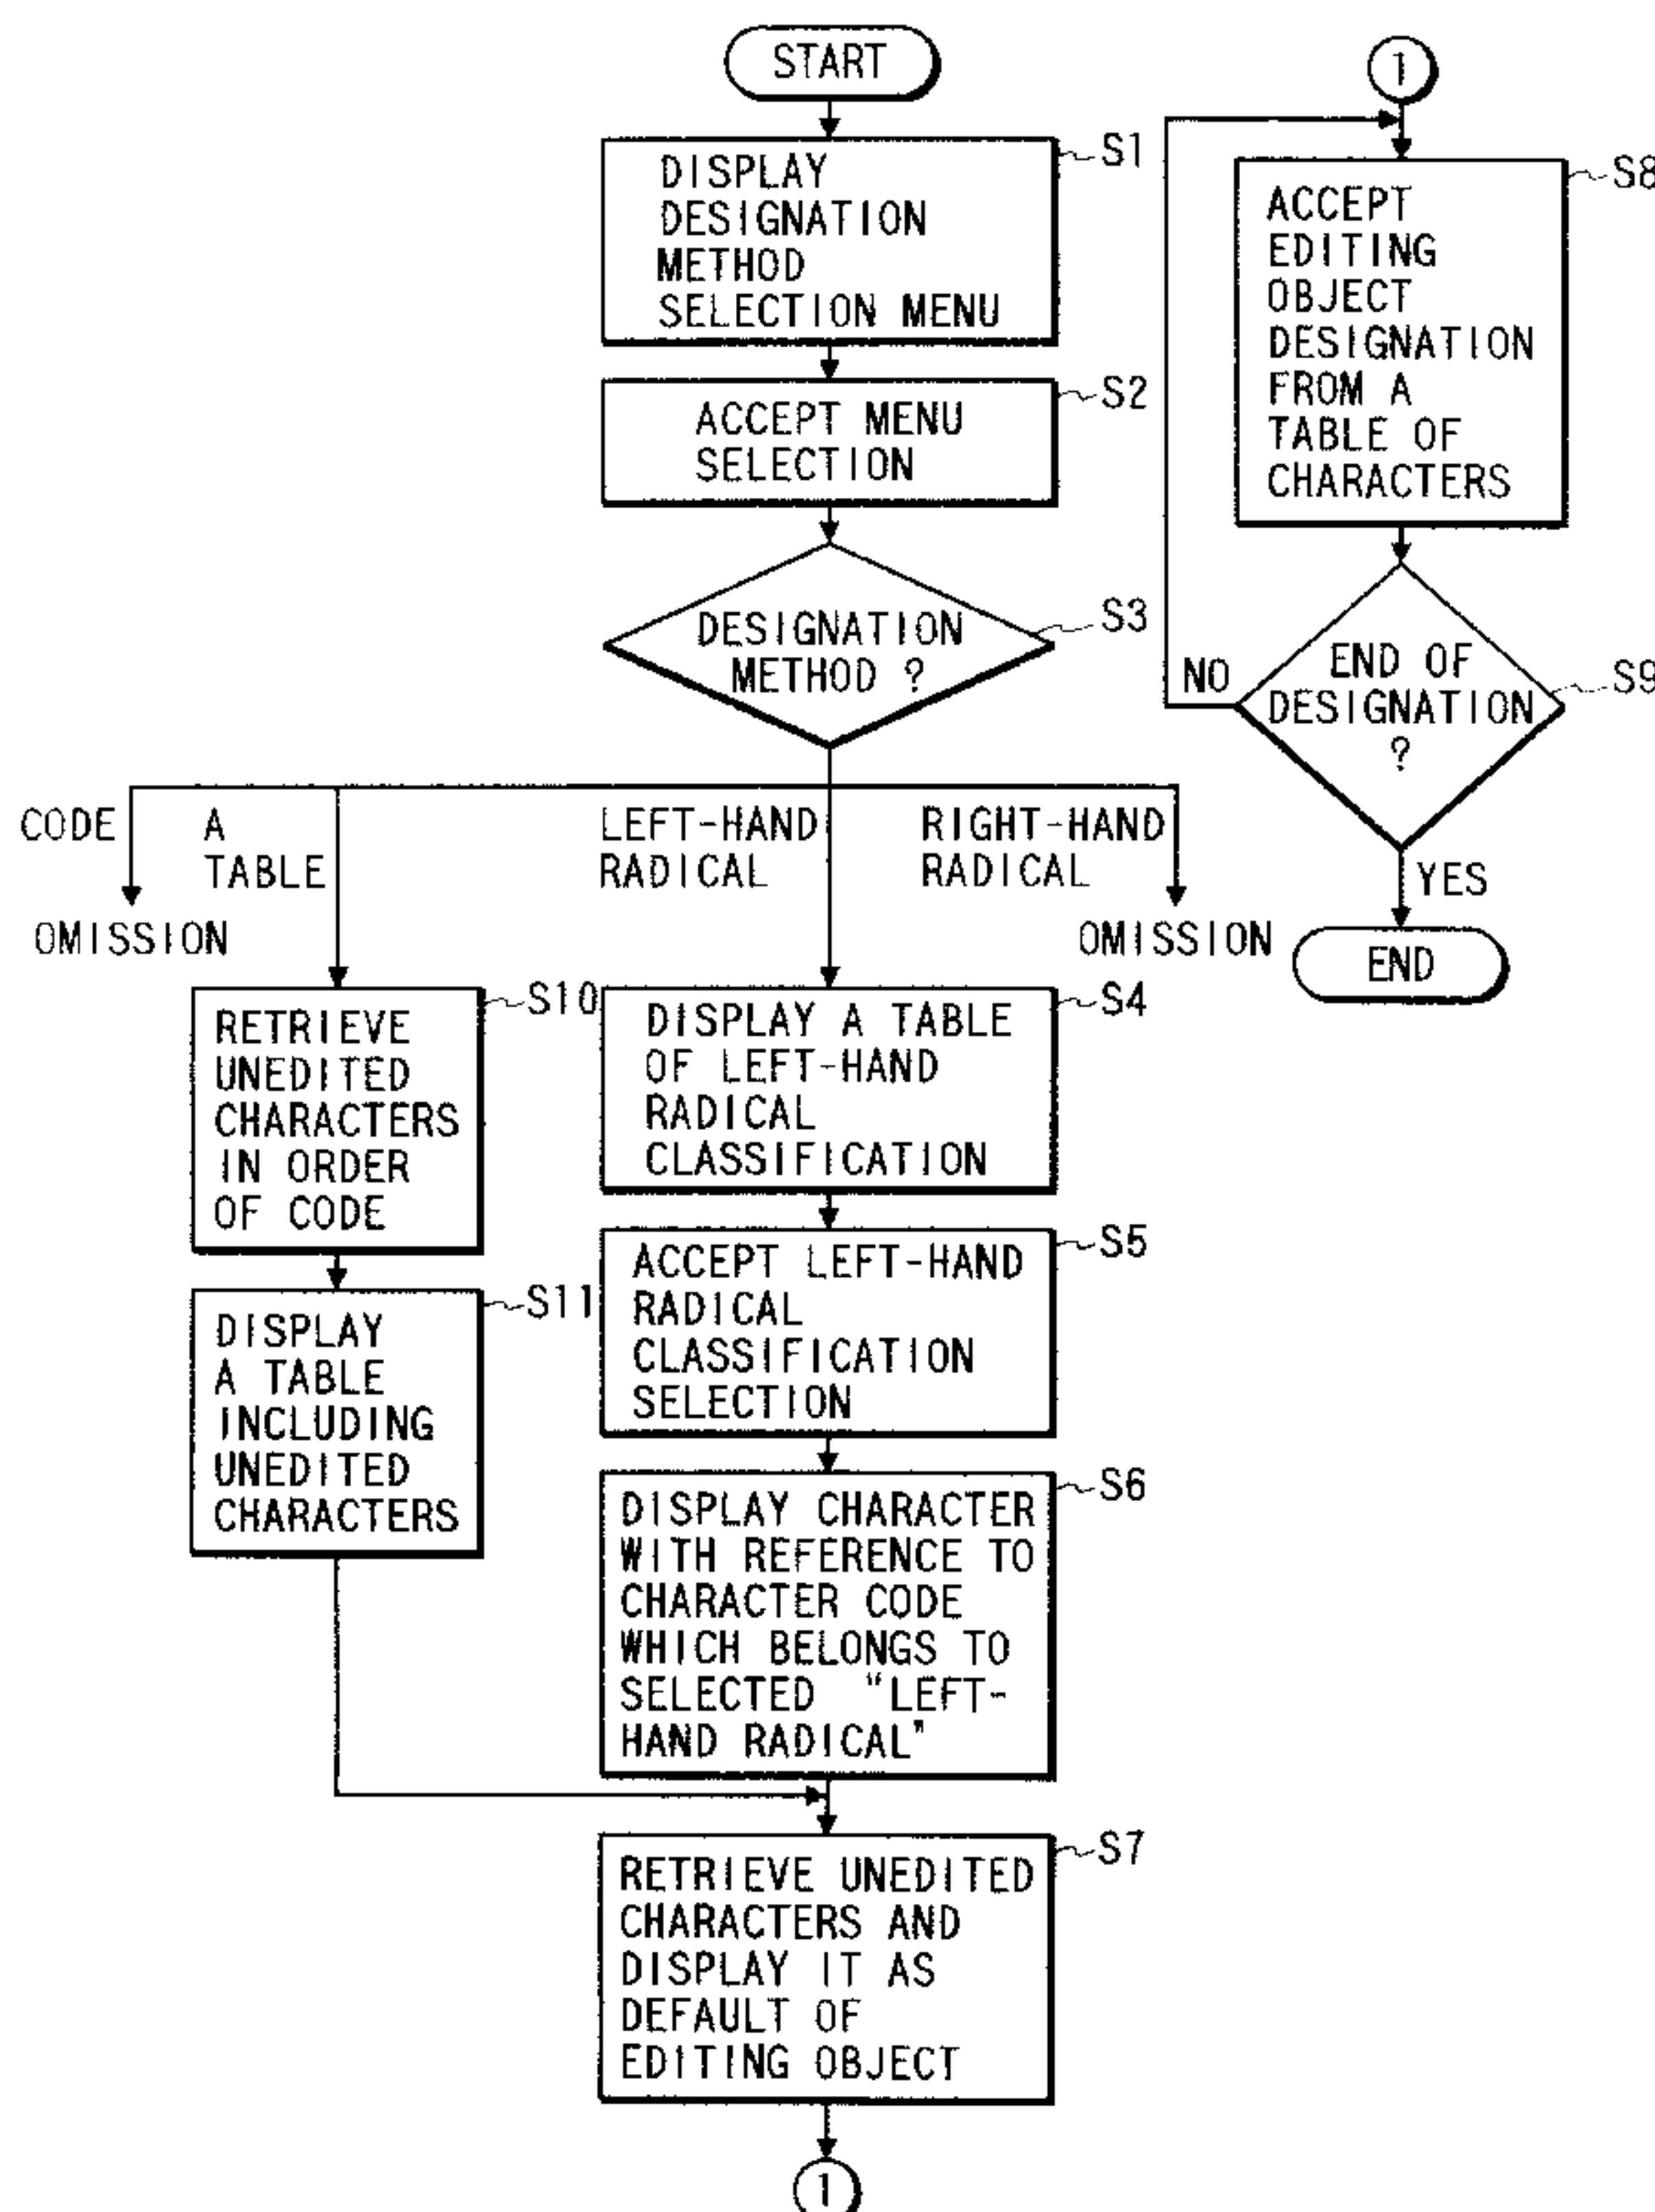 START
S1
DISPLAY
DESIGNATION
METHOD
SELECTION MENU
S2
ACCEPT MENU
SELECTION
S3
DESIGNATION
METHOD ?
CODE
OMISSION
A
TABLE
LEFT-HAND
RADICAL
RIGHT-HAND
RADICAL
OMISSION
S10
RETRIEVE
UNEDITED
CHARACTERS
IN ORDER
OF CODE
S11
DISPLAY
A TABLE
INCLUDING
UNEDITED
CHARACTERS
S4
DISPLAY A TABLE
OF LEFT-HAND
RADICAL
CLASSIFICATION
S5
ACCEPT LEFT-HAND
RADICAL
CLASSIFICATION
SELECTION
S6
DISPLAY CHARACTER
WITH REFERENCE TO
CHARACTER CODE
WHICH BELONGS TO
SELECTED "LEFT-
HAND RADICAL"
S7
RETRIEVE UNEDITED
CHARACTERS AND
DISPLAY IT AS
DEFAULT OF
EDITING OBJECT
1
1
S8
ACCEPT
EDITING
OBJECT
DESIGNATION
FROM A
TABLE OF
CHARACTERS
S9
END OF
DESIGNATION
?
NO
YES
END